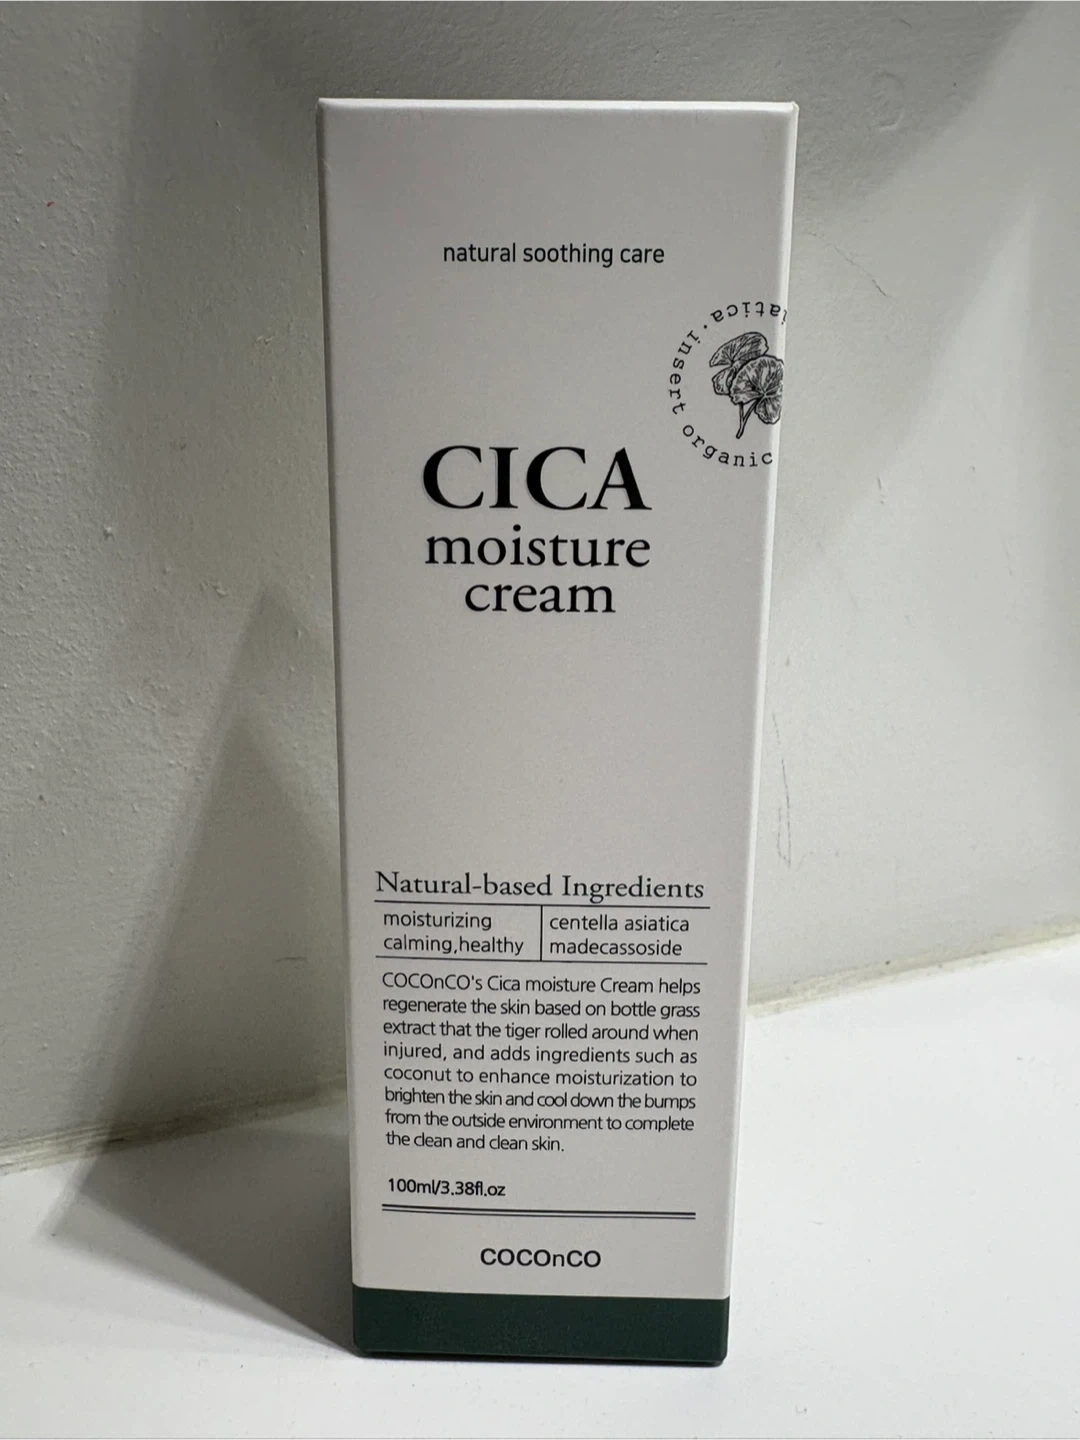 natural soothing care
atica · insert organic
CICA
moisture
cream
Natural-based Ingredients
moisturizing
calming,healthy
centella asiatica
madecassoside
COCOnCO's Cica moisture Cream helps
regenerate the skin based on bottle grass
extract that the tiger rolled around when
injured, and adds ingredients such as
coconut to enhance moisturization to
brighten the skin and cool down the bumps
from the outside environment to complete
the clean and clean skin.
100ml/3.38fl.oz
COCOnCO